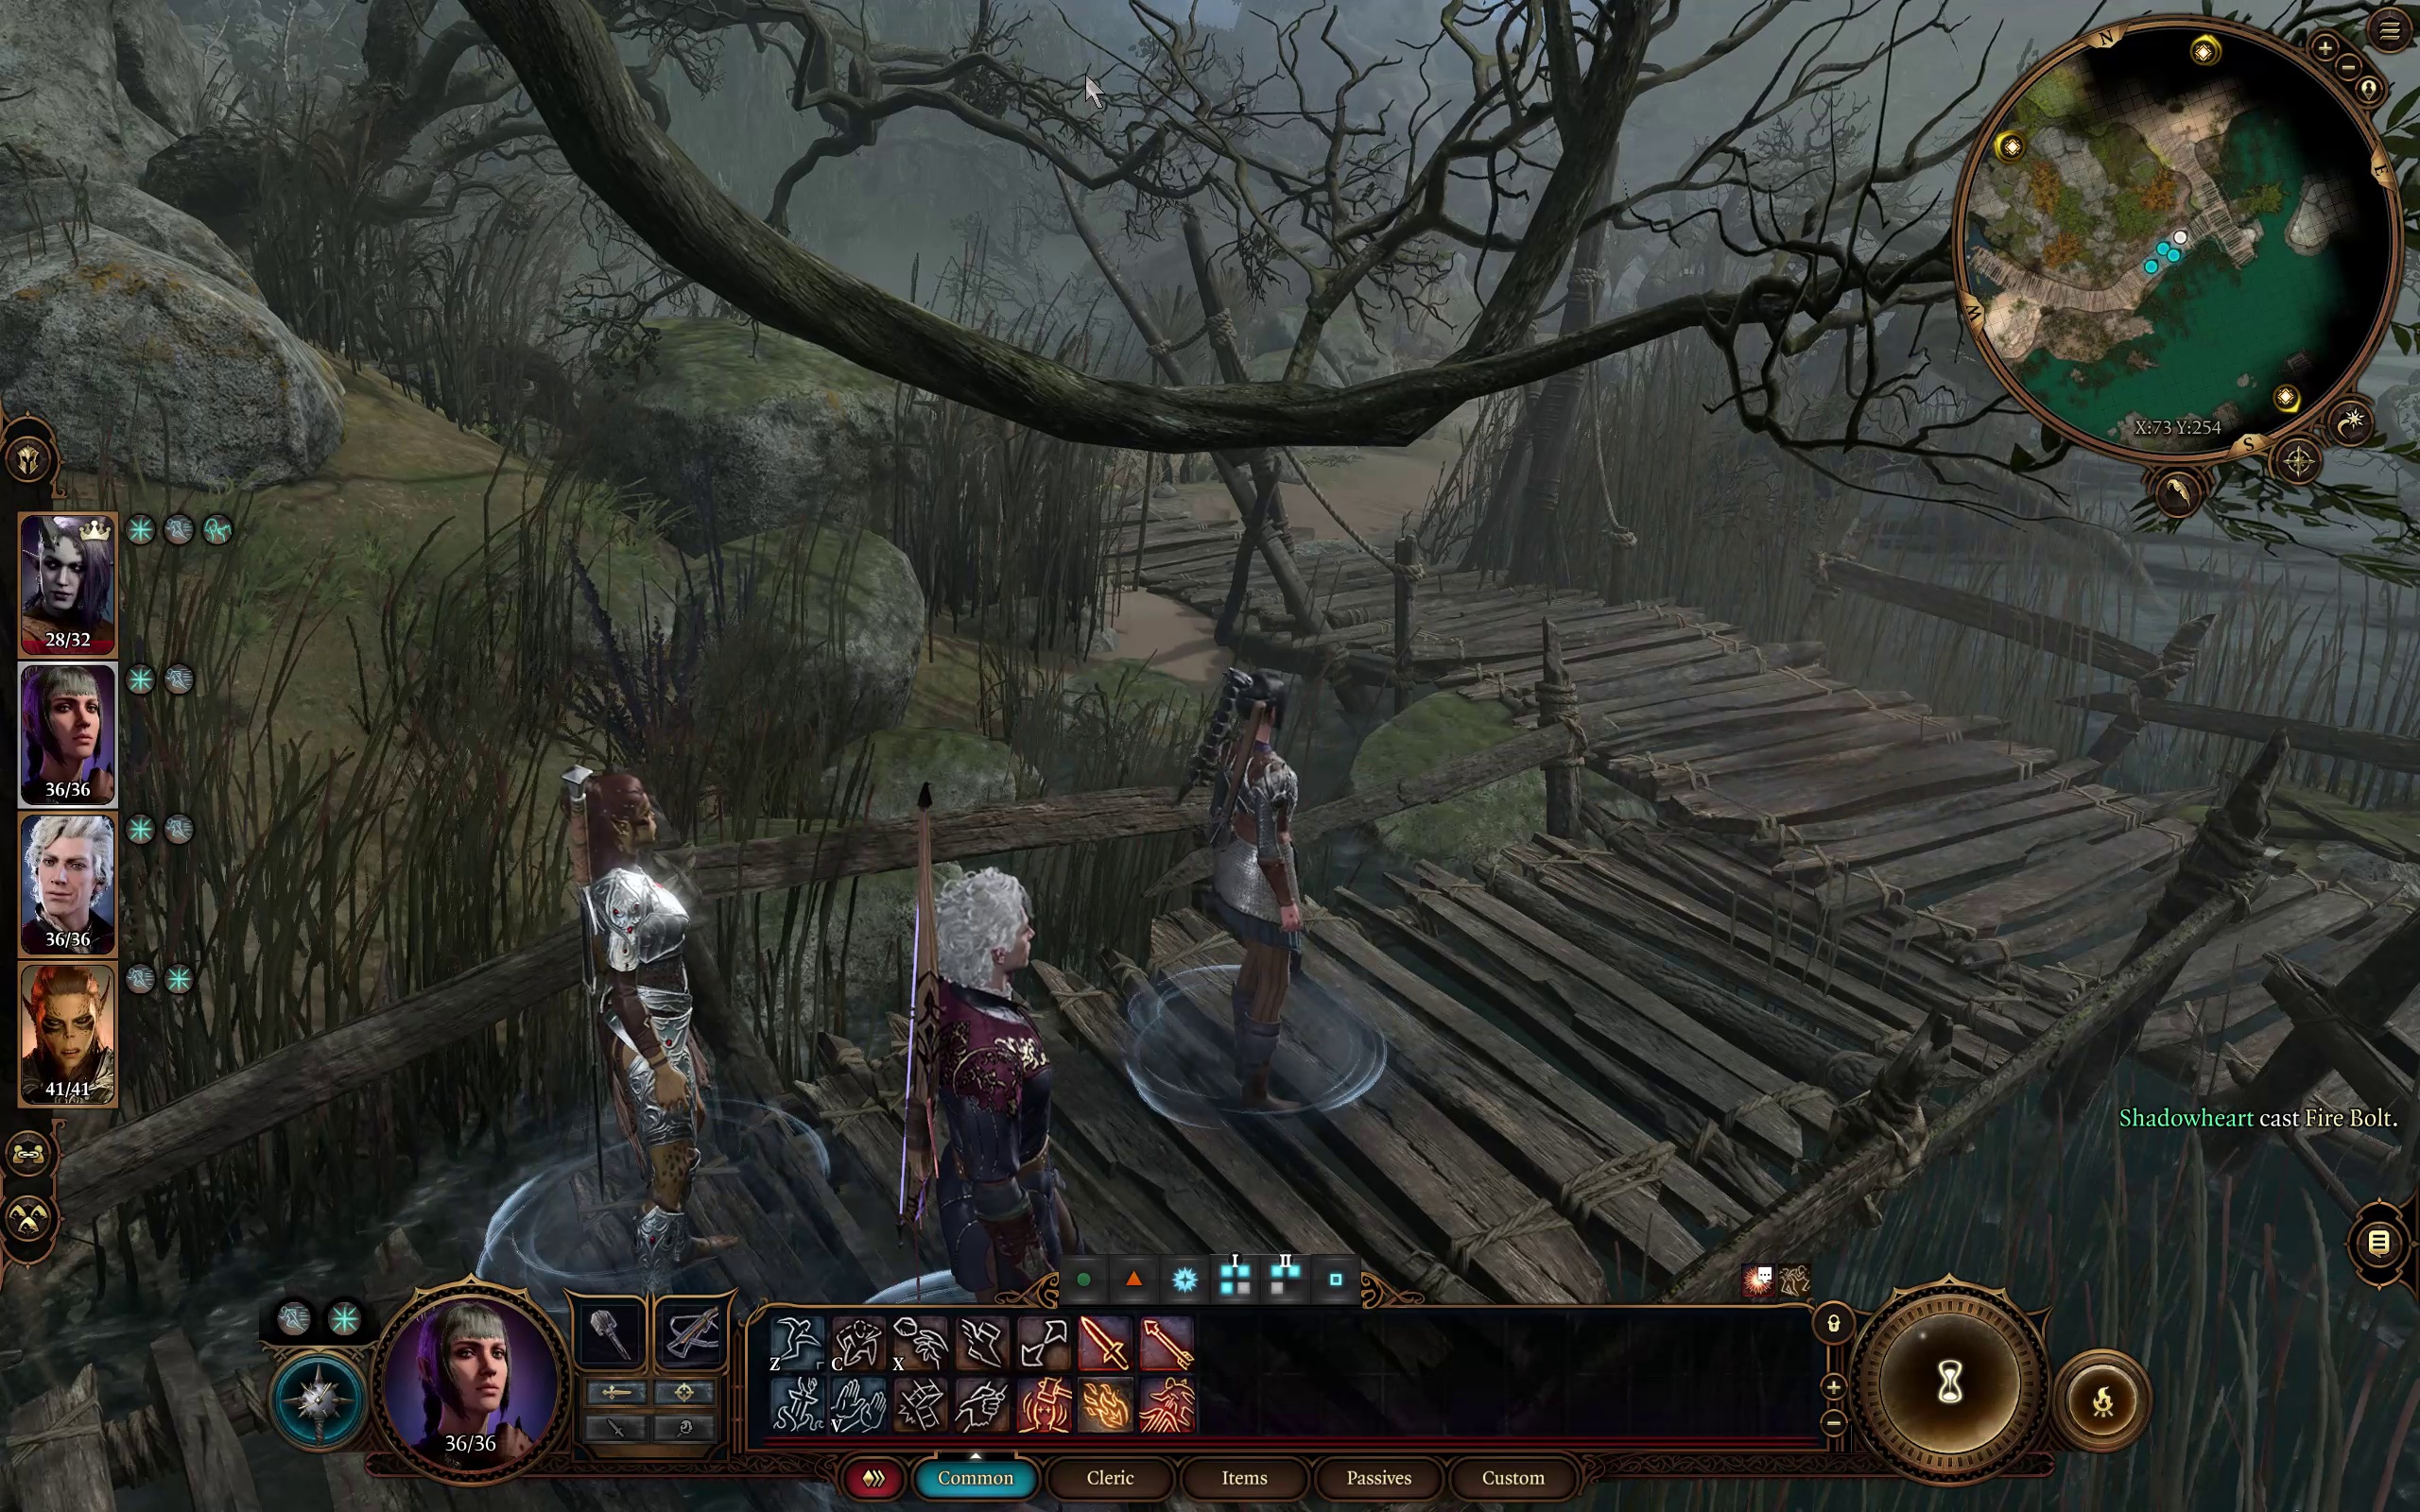 N
E
W
S
X:73 Y:254
28/32
36/36
36/36
41/41
Shadowheart cast Fire Bolt.
I II
Z C X
V
36/36
Common Cleric Items Passives Custom